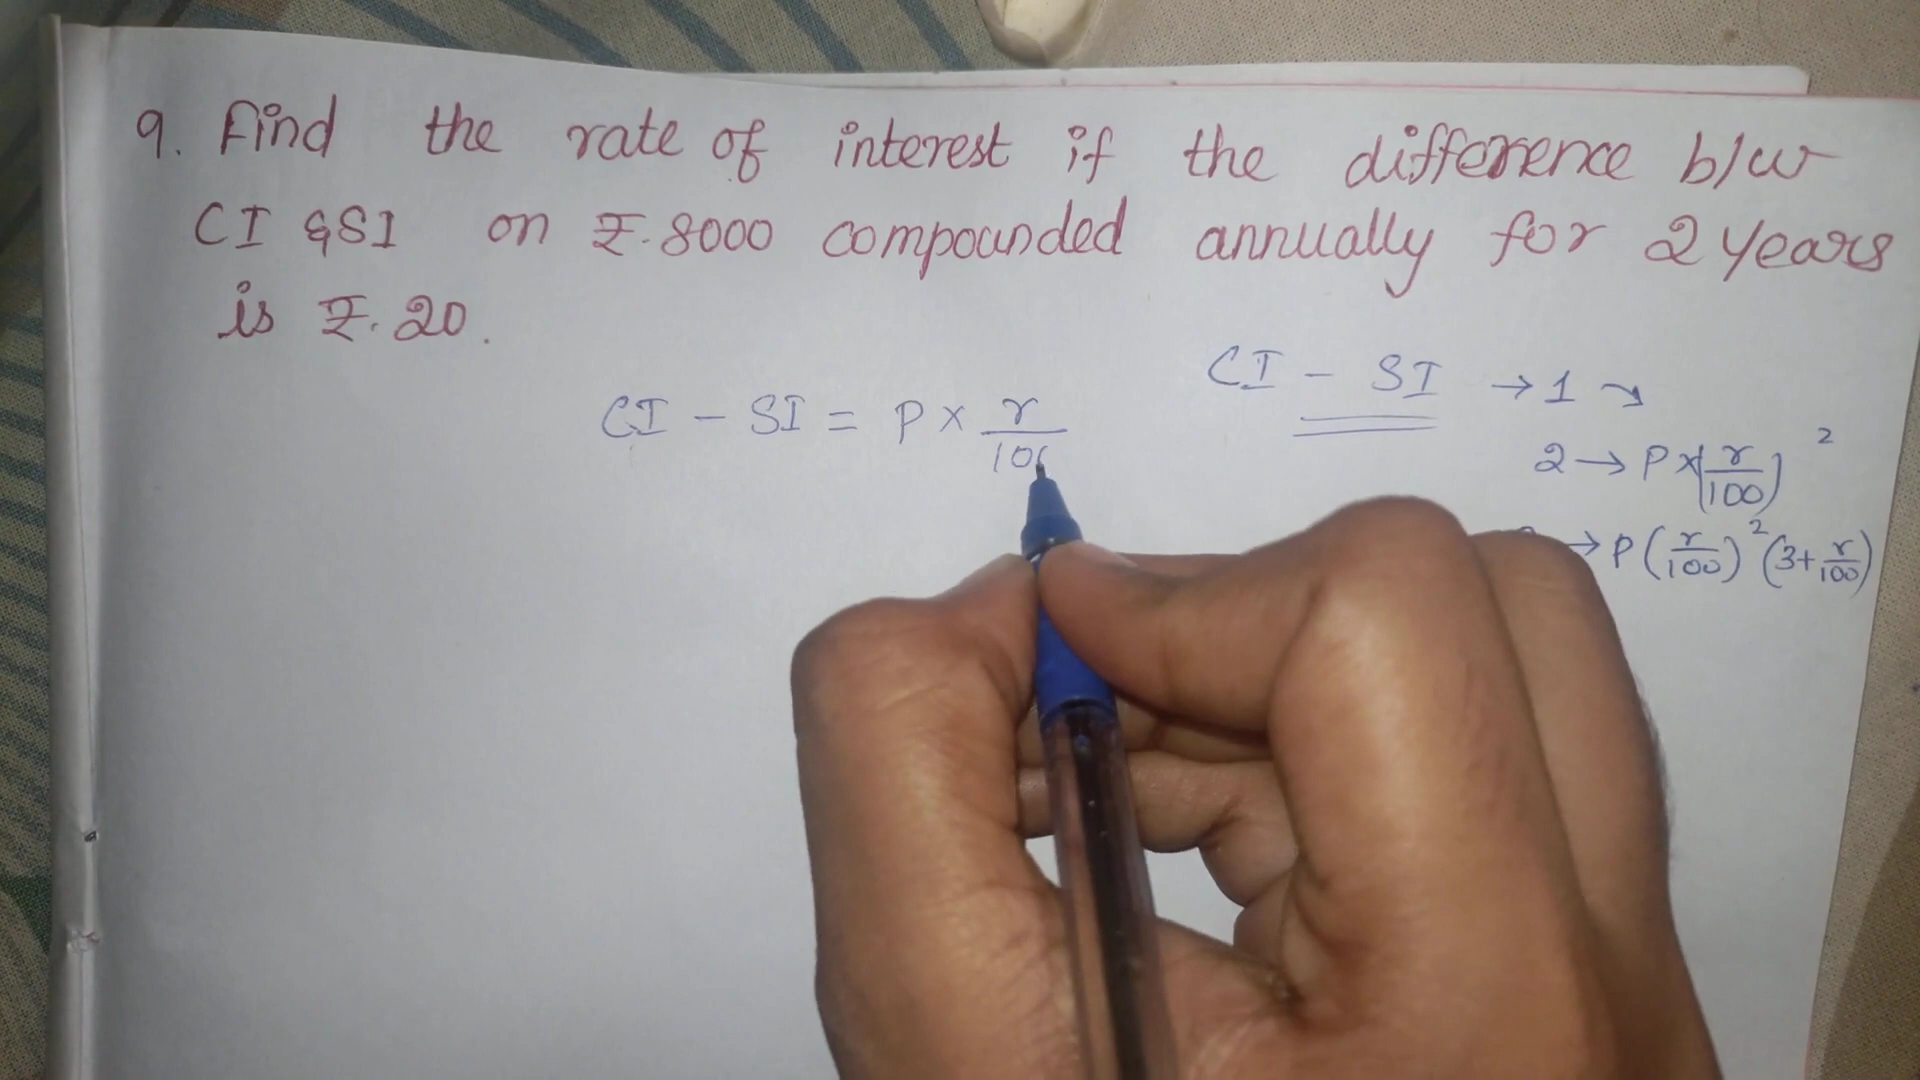 9. Find the rate of interest if the difference b/w
CI & SI on ₹.8000 compounded annually for 2 years
is ₹.20.
CI - SI → 1 ↘
CI - SI = P × r/100
2 → P×(r/100)²
→ P(r/100)²(3+r/100)